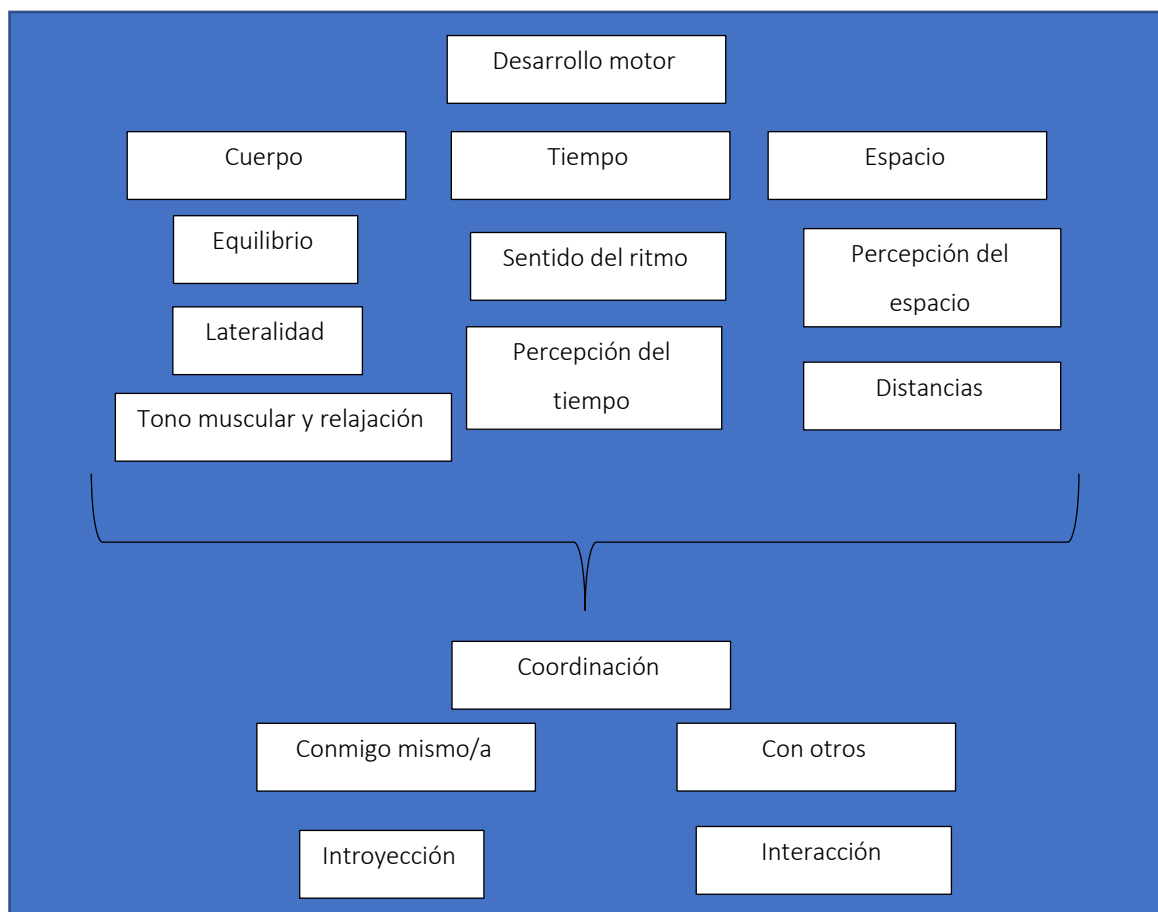 Desarrollo motor
Cuerpo
Tiempo
Espacio
Equilibrio
Sentido del ritmo
Percepción del
espacio
Lateralidad
Percepción del
tiempo
Distancias
Tono muscular y relajación
Coordinación
Conmigo mismo/a
Con otros
Introyección
Interacción